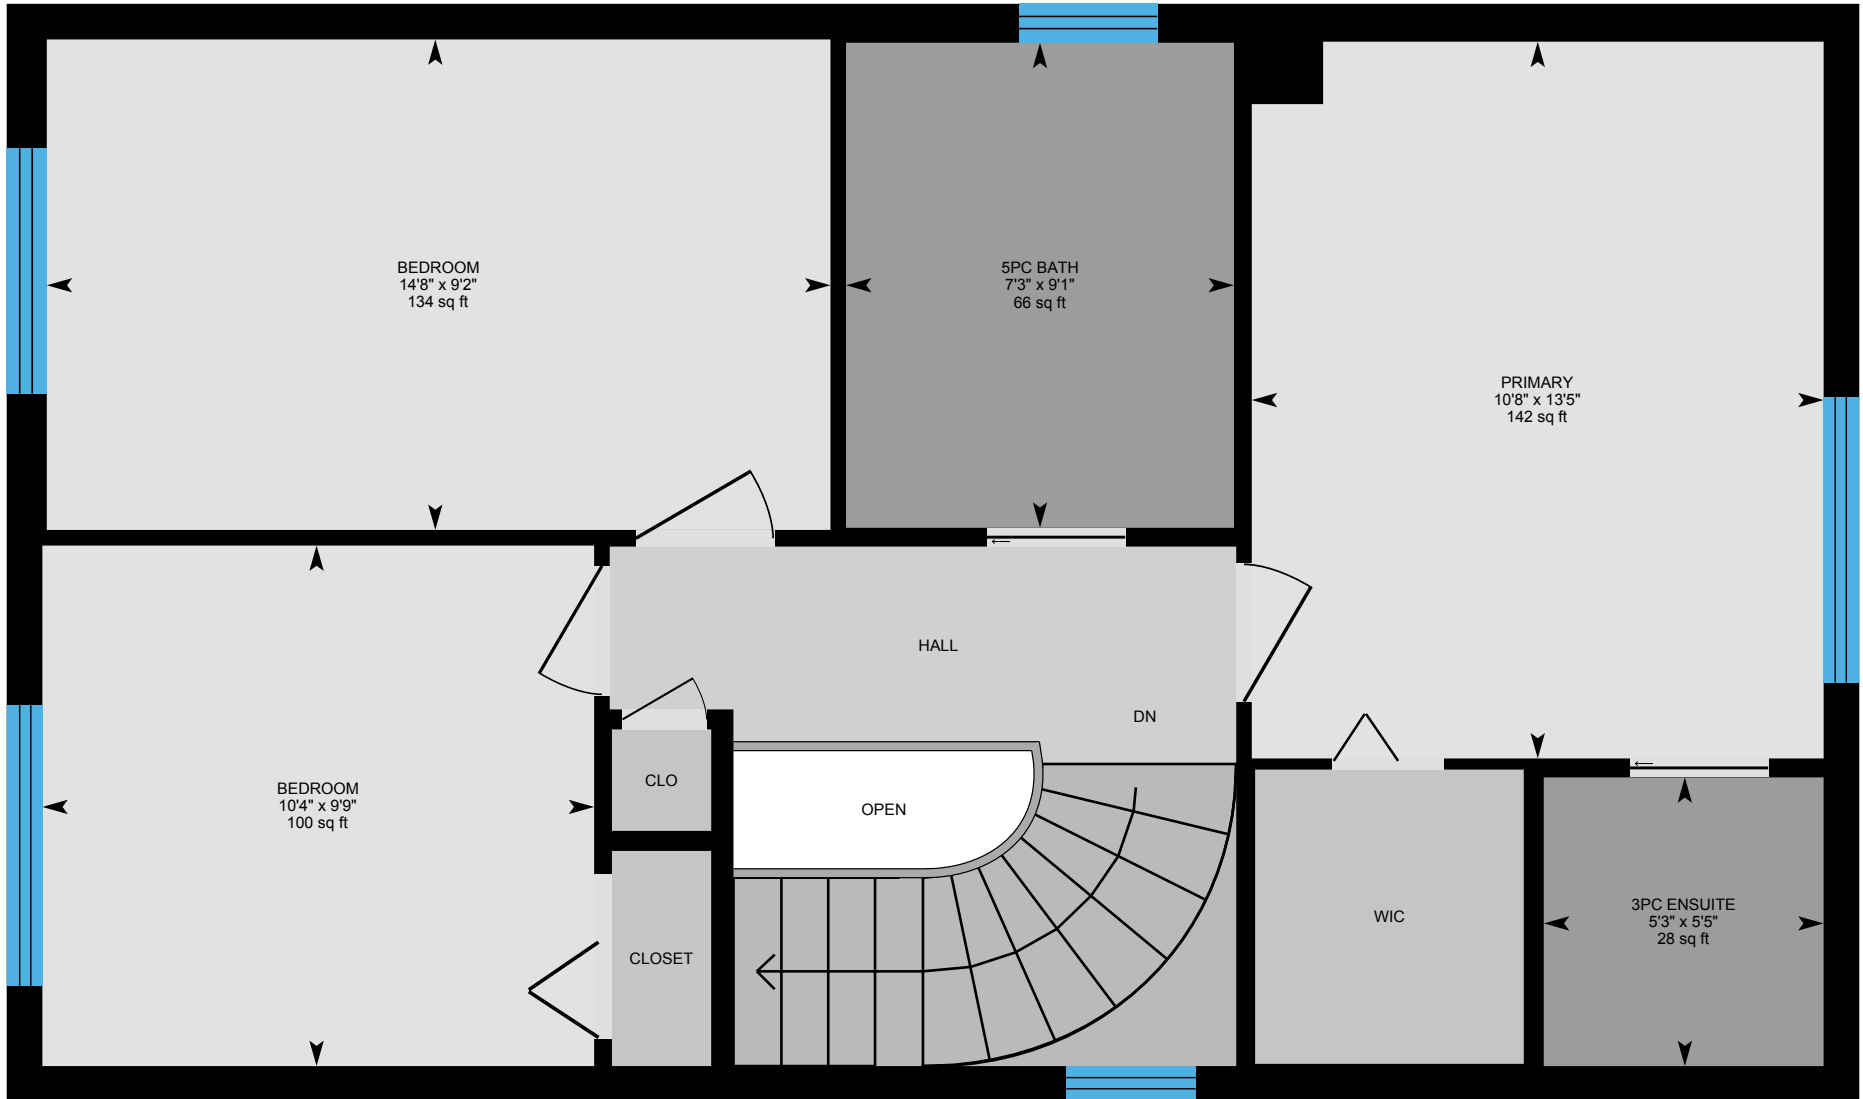 BEDROOM
14'8" x 9'2"
134 sq ft
5PC BATH
7'3" x 9'1"
66 sq ft
PRIMARY
10'8" x 13'5"
142 sq ft
HALL
DN
BEDROOM
10'4" x 9'9"
100 sq ft
CLO
OPEN
CLOSET
WIC
3PC ENSUITE
5'3" x 5'5"
28 sq ft